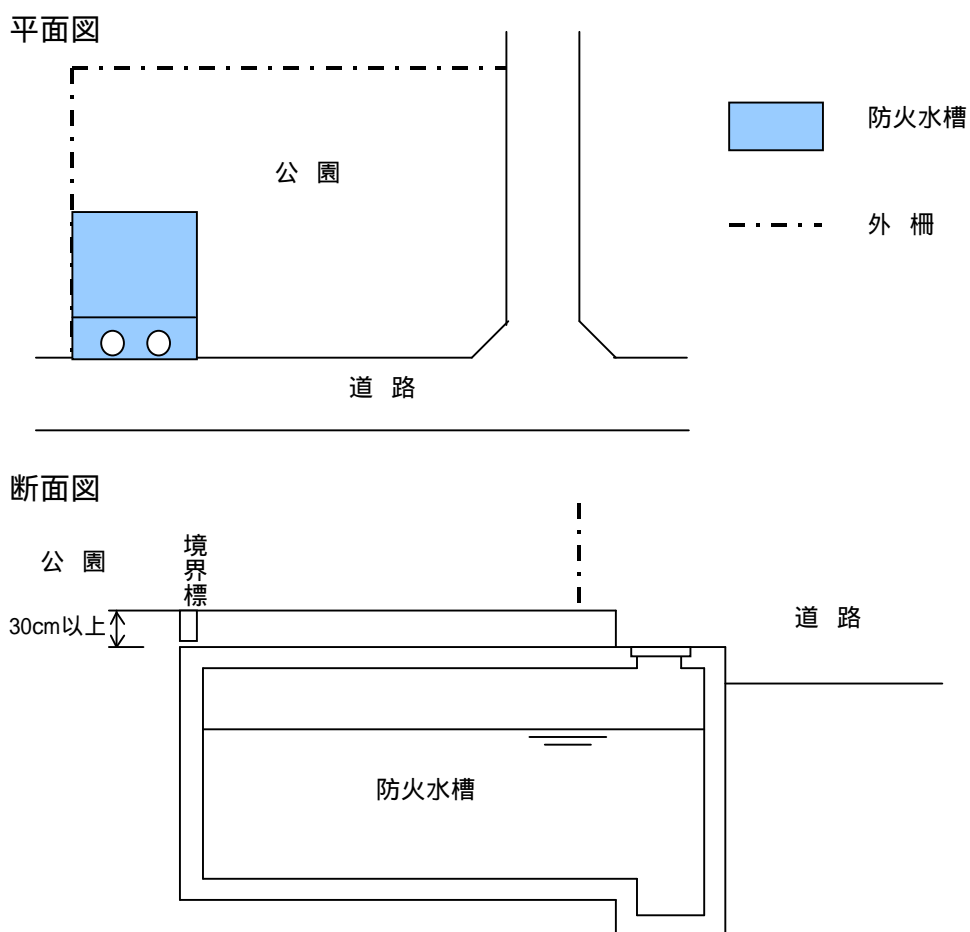 平面図
防火水槽
公 園
外 柵
道 路
断面図
公 園
境界標
道 路
30cm以上
防火水槽